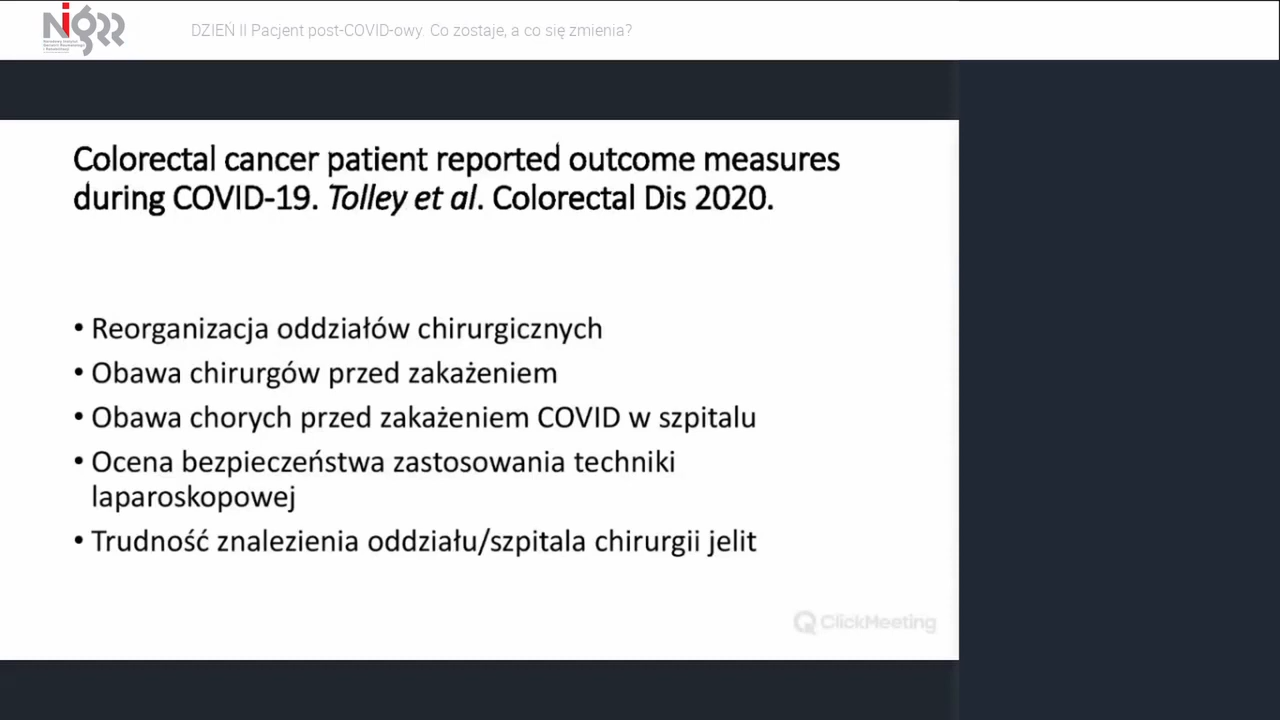 NiGRR
DZIEŃ II Pacjent post-COVID-owy. Co zostaje, a co się zmienia?
Colorectal cancer patient reported outcome measures
during COVID-19. Tolley et al. Colorectal Dis 2020.
• Reorganizacja oddziałów chirurgicznych
• Obawa chirurgów przed zakażeniem
• Obawa chorych przed zakażeniem COVID w szpitalu
• Ocena bezpieczeństwa zastosowania techniki
laparoskopowej
• Trudność znalezienia oddziału/szpitala chirurgii jelit
ClickMeeting